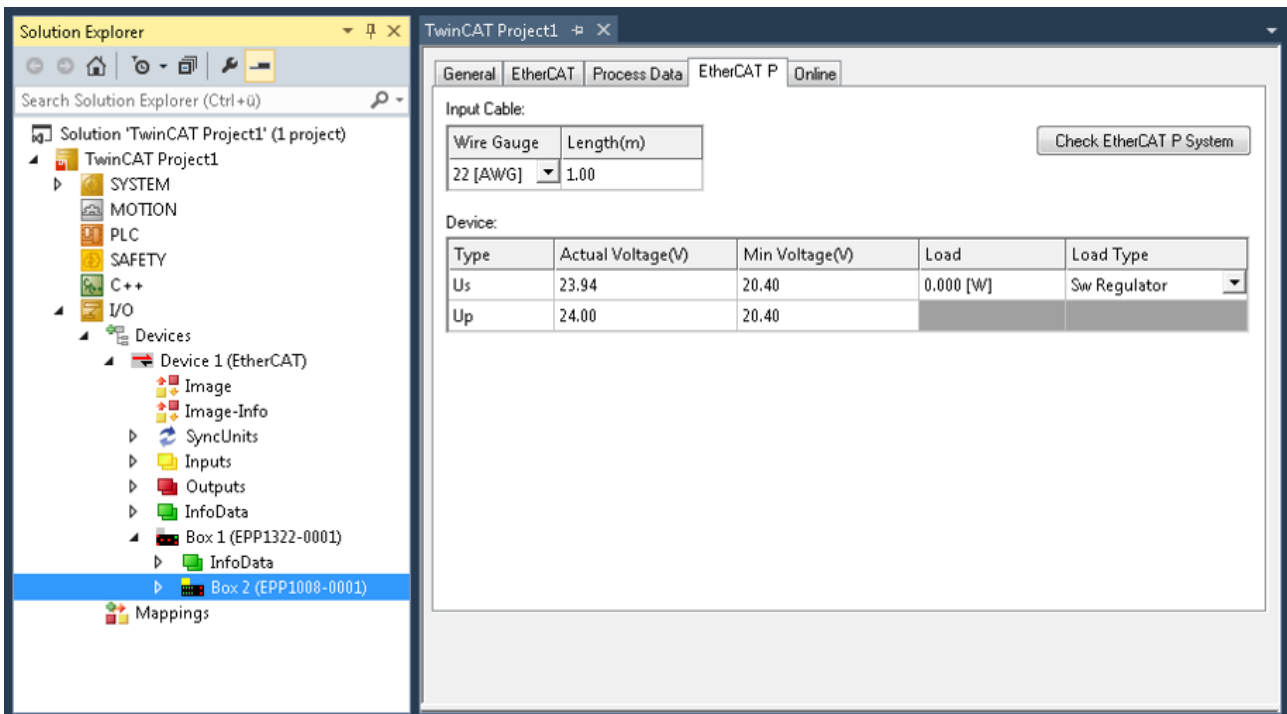 Solution Explorer
Search Solution Explorer (Ctrl+ü)
Solution 'TwinCAT Project1' (1 project)
TwinCAT Project1
SYSTEM
MOTION
PLC
SAFETY
C++
I/O
Devices
Device 1 (EtherCAT)
Image
Image-Info
SyncUnits
Inputs
Outputs
InfoData
Box 1 (EPP1322-0001)
InfoData
Box 2 (EPP1008-0001)
Mappings
TwinCAT Project1
General EtherCAT Process Data EtherCAT P Online
Input Cable:
Wire Gauge Length(m)
22 [AWG] 1.00
Check EtherCAT P System
Device:
Type Actual Voltage(V) Min Voltage(V) Load Load Type
Us 23.94 20.40 0.000 [W] Sw Regulator
Up 24.00 20.40